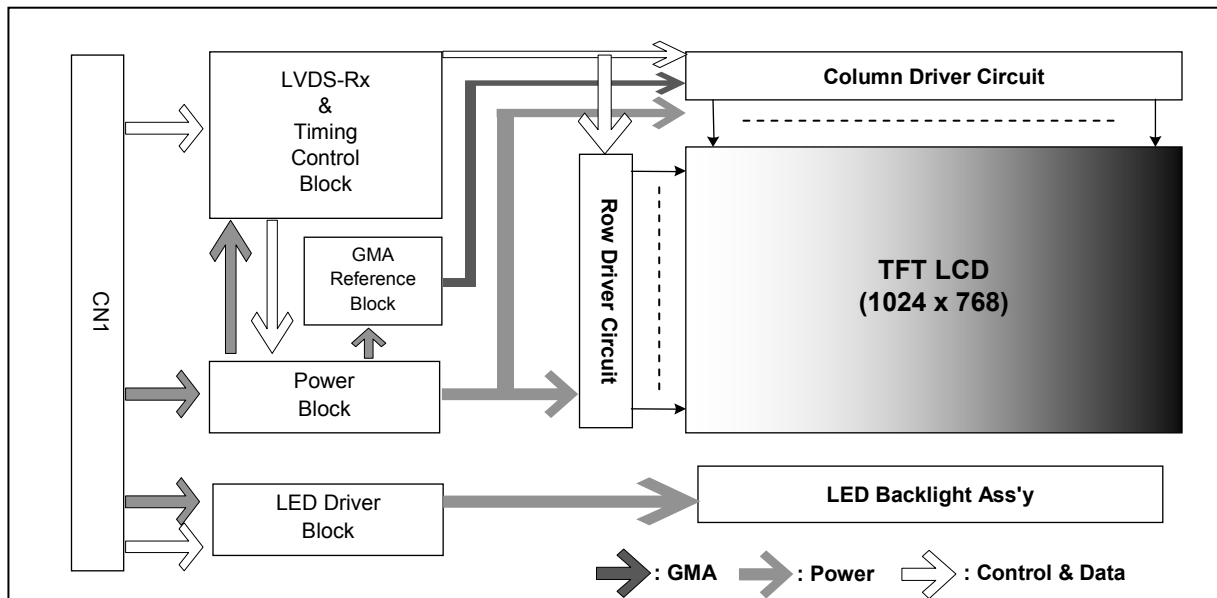 CN1
LVDS-Rx
&
Timing
Control
Block
GMA
Reference
Block
Power
Block
LED Driver
Block
Column Driver Circuit
Row Driver Circuit
TFT LCD
(1024 x 768)
LED Backlight Ass'y
: GMA
: Power
: Control & Data